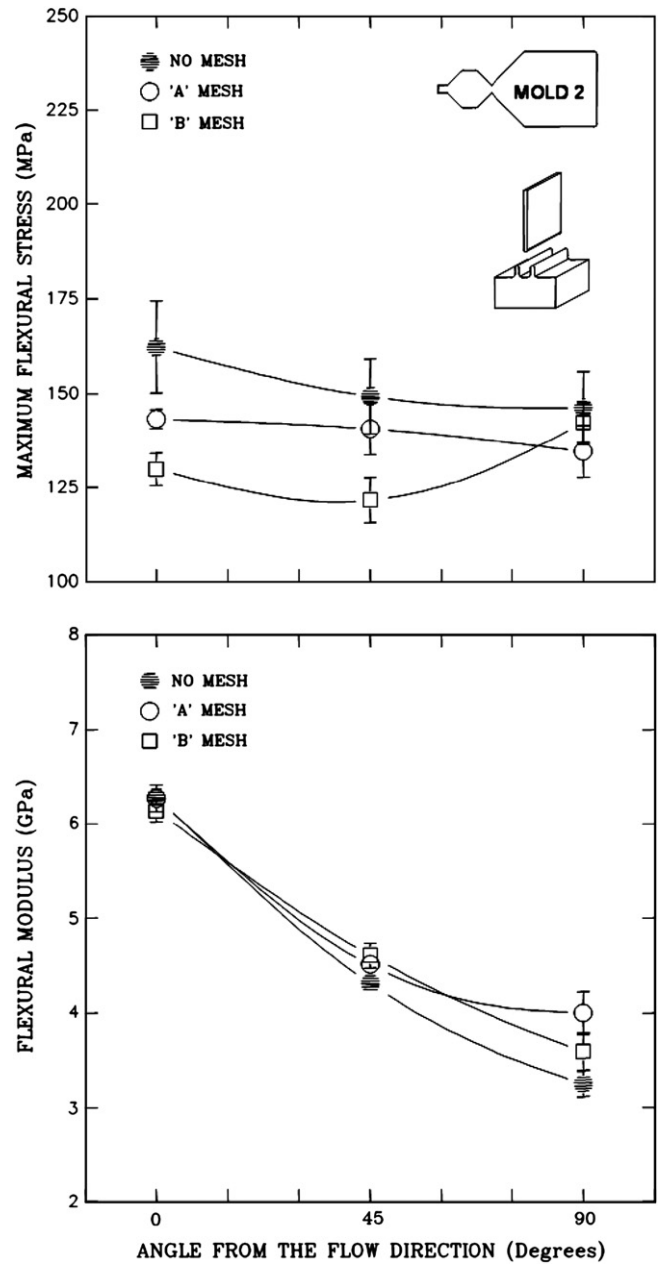 250
225
200
175
150
125
100
MAXIMUM FLEXURAL STRESS (MPa)
NO MESH
'A' MESH
'B' MESH
MOLD 2
8
7
6
5
4
3
2
FLEXURAL MODULUS (GPa)
NO MESH
'A' MESH
'B' MESH
0 45 90
ANGLE FROM THE FLOW DIRECTION (Degrees)